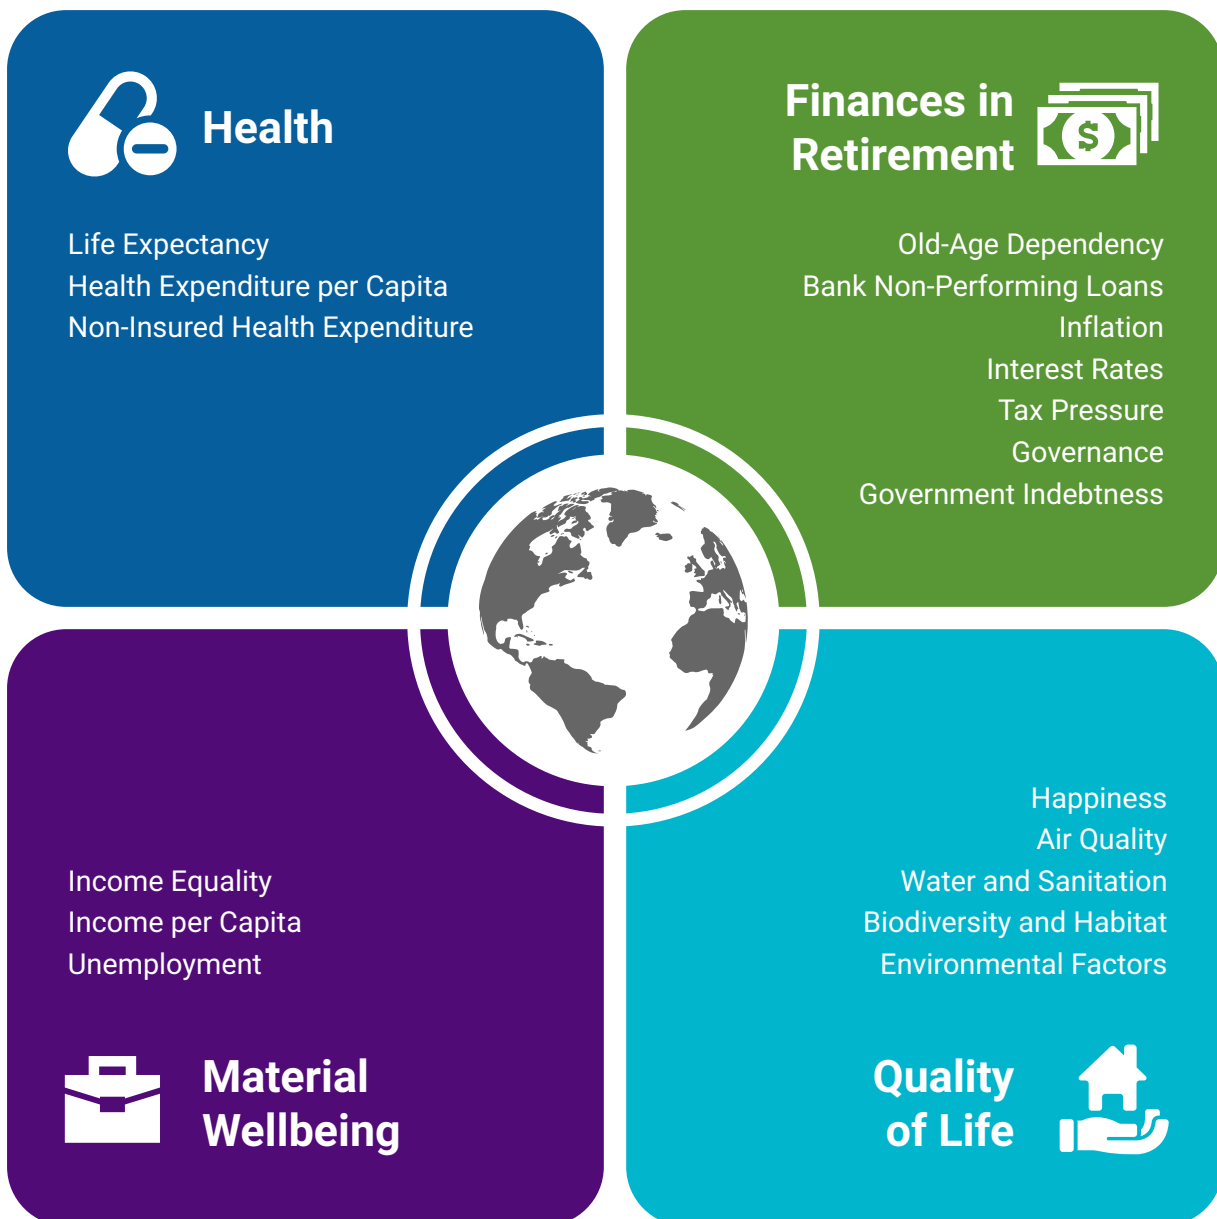 Health
Life Expectancy
Health Expenditure per Capita
Non-Insured Health Expenditure
Finances in
Retirement
$
Old-Age Dependency
Bank Non-Performing Loans
Inflation
Interest Rates
Tax Pressure
Governance
Government Indebtness
Income Equality
Income per Capita
Unemployment
Material
Wellbeing
Happiness
Air Quality
Water and Sanitation
Biodiversity and Habitat
Environmental Factors
Quality
of Life